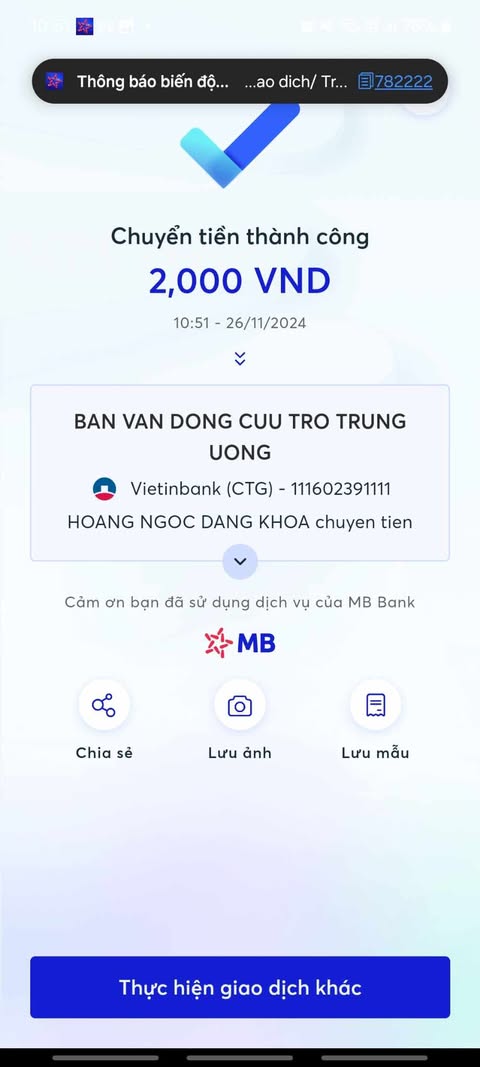 Thông báo biến độ... ...ao dich/ Tr... 782222
Chuyển tiền thành công
2,000 VND
10:51 - 26/11/2024
BAN VAN DONG CUU TRO TRUNG
UONG
Vietinbank (CTG) - 111602391111
HOANG NGOC DANG KHOA chuyen tien
Cảm ơn bạn đã sử dụng dịch vụ của MB Bank
MB
Chia sẻ Lưu ảnh Lưu mẫu
Thực hiện giao dịch khác